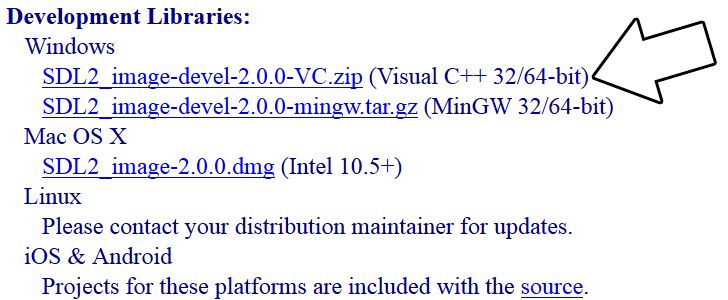 Development Libraries:
Windows
SDL2_image-devel-2.0.0-VC.zip (Visual C++ 32/64-bit)
SDL2_image-devel-2.0.0-mingw.tar.gz (MinGW 32/64-bit)
Mac OS X
SDL2_image-2.0.0.dmg (Intel 10.5+)
Linux
Please contact your distribution maintainer for updates.
iOS & Android
Projects for these platforms are included with the source.